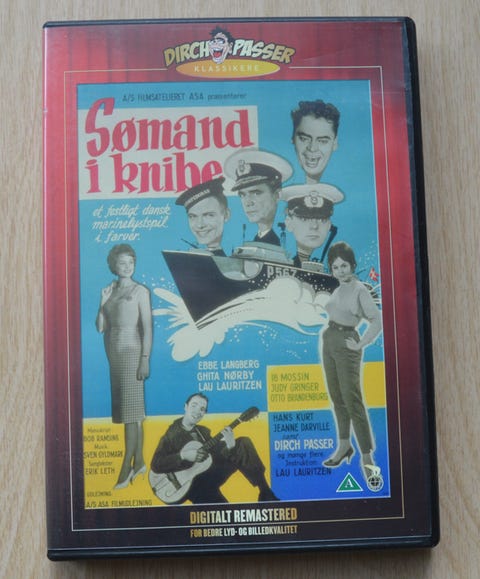 DIRCH PASSER
KLASSIKERE
A/S FILMSATELIERET ASA præsenterer
Sømand
i knibe
et festligt dansk
marinelystspil
i farver.
P.567
EBBE LANGBERG
GHITA NØRBY
LAU LAURITZEN
IB MOSSIN
JUDY GRINGER
OTTO BRANDENBURG
HANS KURT
JEANNE DARVILLE
samt
DIRCH PASSER
og mange flere.
Instruktion:
LAU LAURITZEN
Manuskript:
BOB RAMSING
Musik:
SVEN GYLDMARK
Sangtekster
ERIK LETH
UDLEJNING:
A/S ASA FILMUDLEJNING
A
DIGITALT REMASTERED
FOR BEDRE LYD- OG BILLEDKVALITET